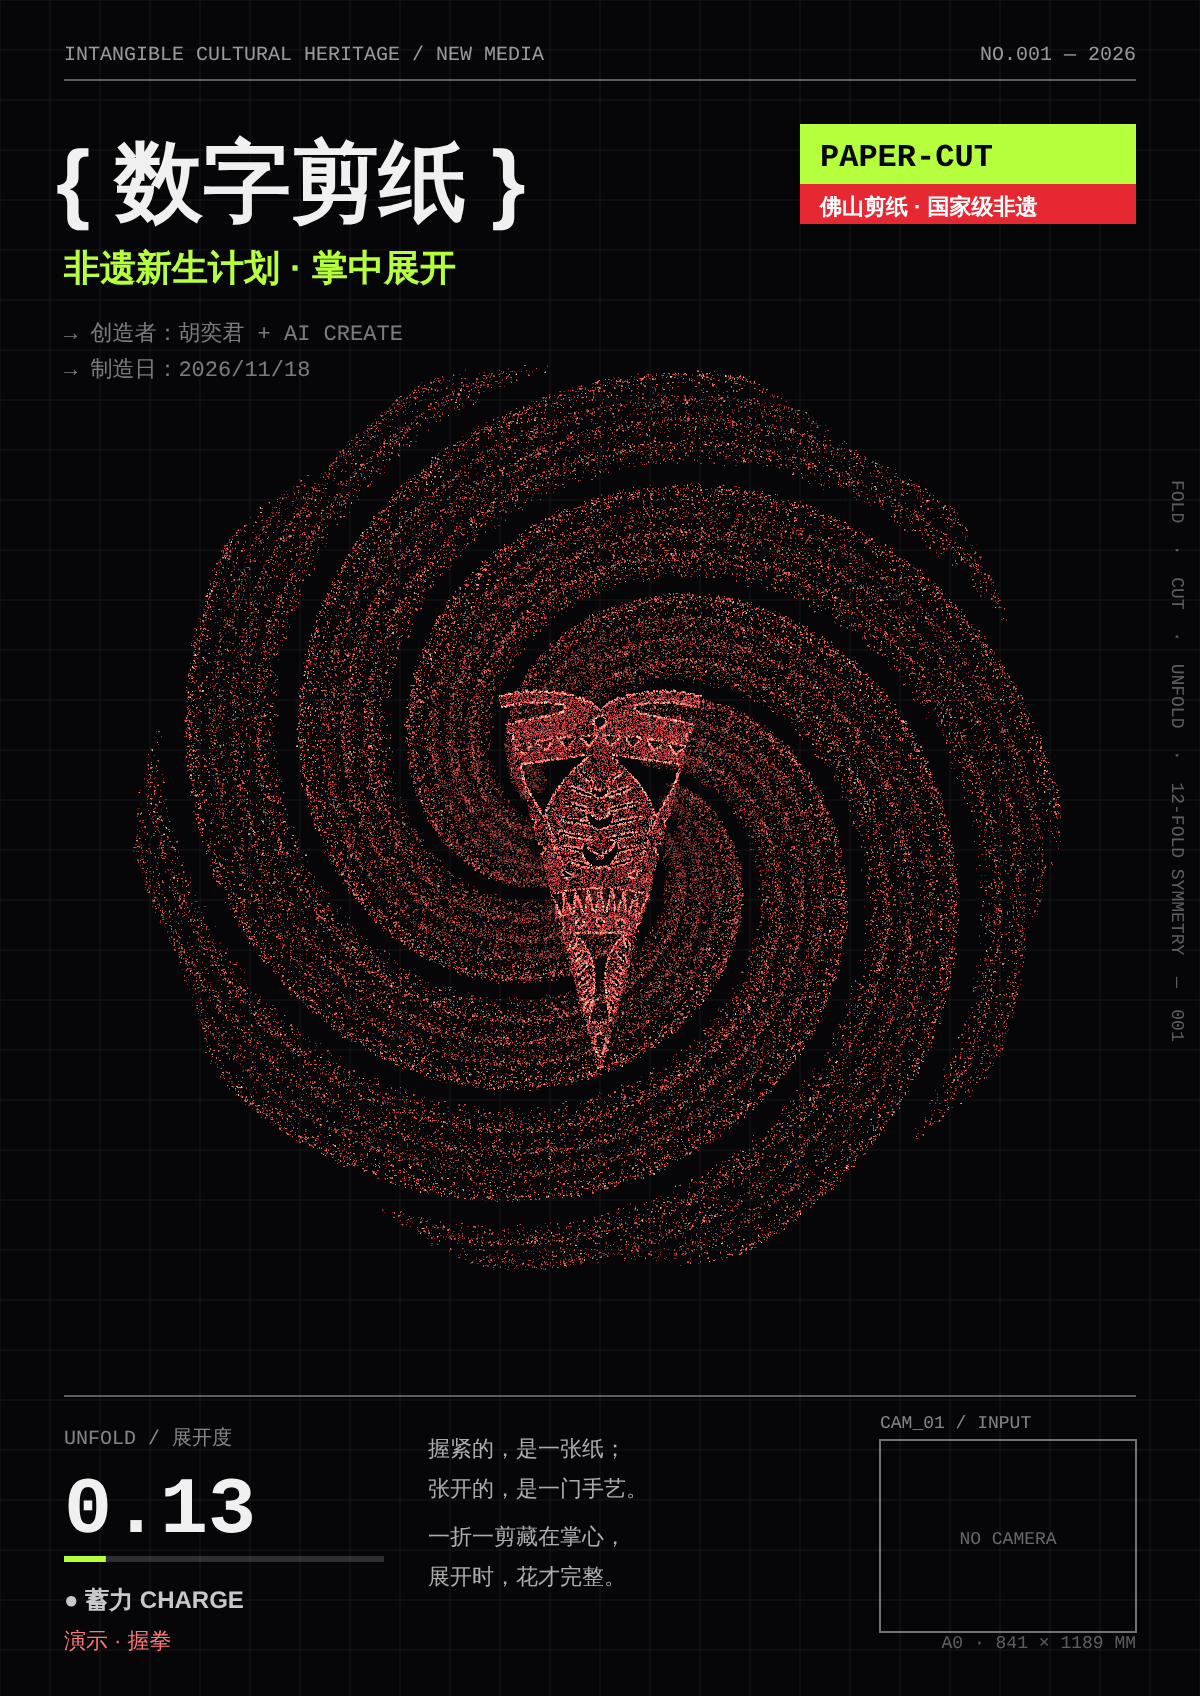 INTANGIBLE CULTURAL HERITAGE / NEW MEDIA
NO.001 — 2026
{ 数字剪纸 }
PAPER-CUT
佛山剪纸 · 国家级非遗
非遗新生计划 · 掌中展开
→ 创造者：胡奕君 + AI CREATE
→ 制造日：2026/11/18
FOLD · CUT · UNFOLD · 12-FOLD SYMMETRY — 001
UNFOLD / 展开度
0.13
● 蓄力 CHARGE
演示 · 握拳
握紧的，是一张纸；
张开的，是一门手艺。
一折一剪藏在掌心，
展开时，花才完整。
CAM_01 / INPUT
NO CAMERA
A0 · 841 × 1189 MM